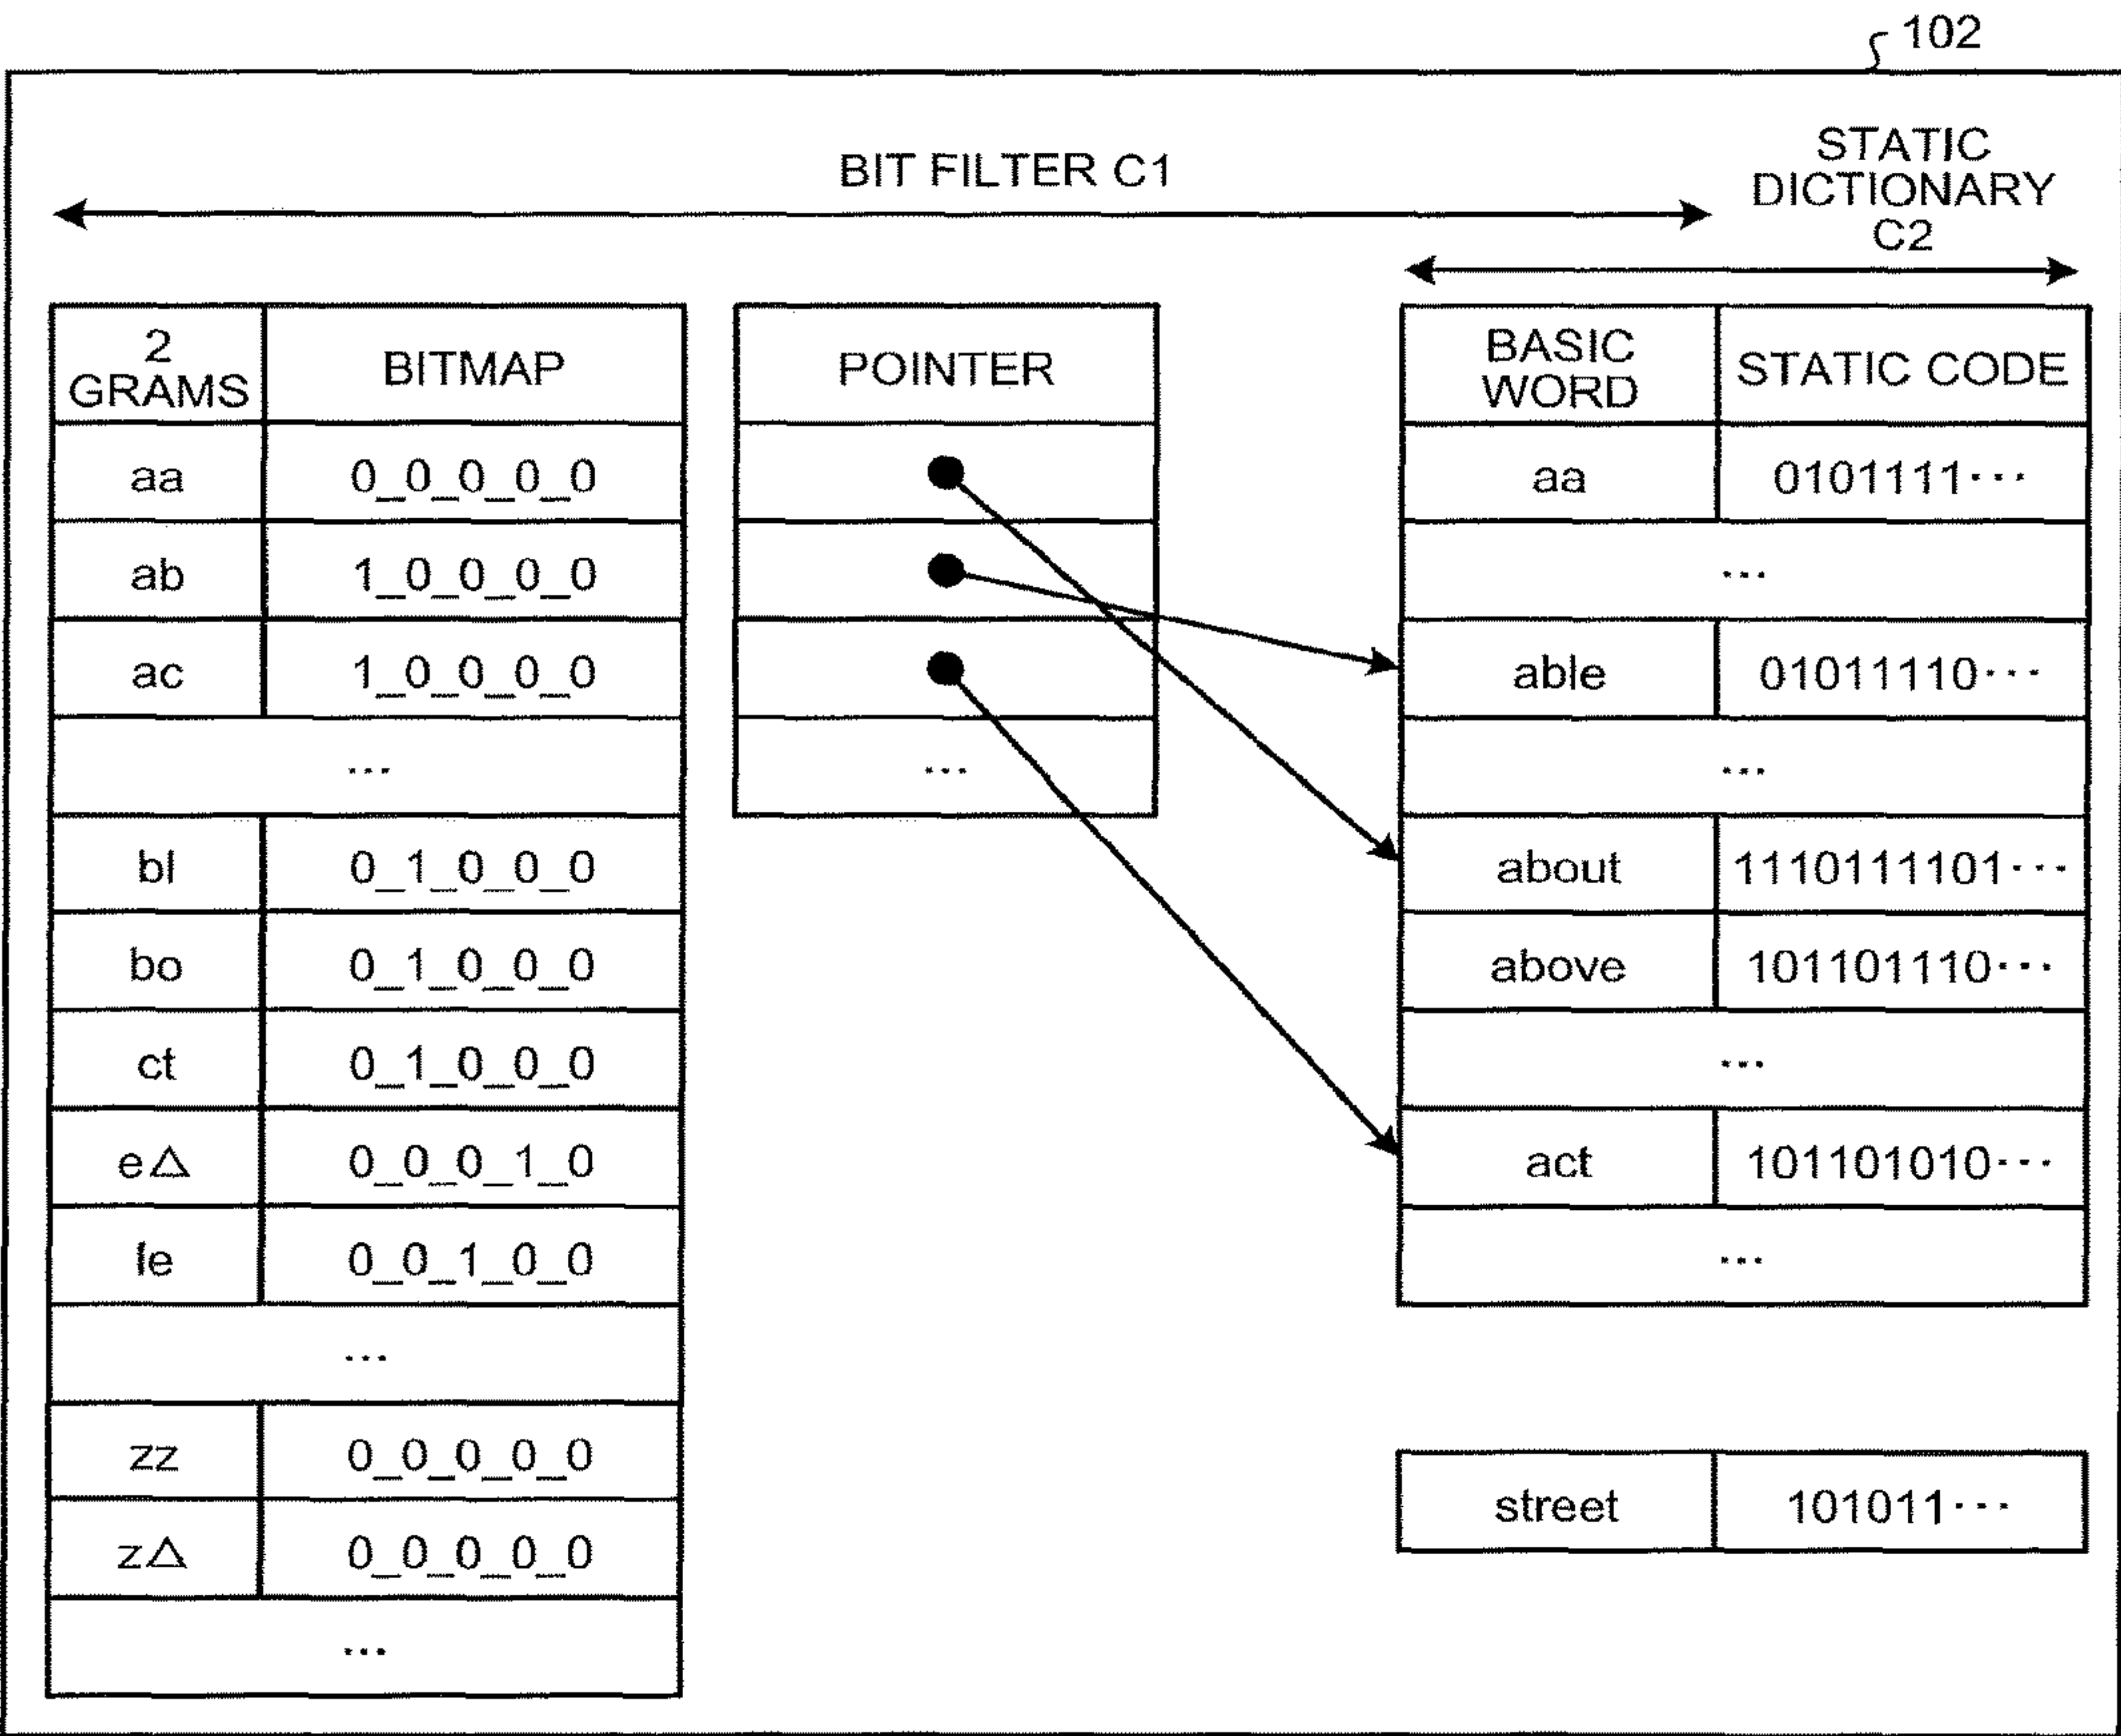 102
BIT FILTER C1
STATIC
DICTIONARY
C2
2
GRAMS
BITMAP
aa 0_0_0_0_0
ab 1_0_0_0_0
ac 1_0_0_0_0
...
bl 0_1_0_0_0
bo 0_1_0_0_0
ct 0_1_0_0_0
e△ 0_0_0_1_0
le 0_0_1_0_0
...
zz 0_0_0_0_0
z△ 0_0_0_0_0
...
POINTER
...
BASIC
WORD
STATIC CODE
aa 0101111···
...
able 01011110···
...
about 1110111101···
above 101101110···
...
act 101101010···
...
street 101011···